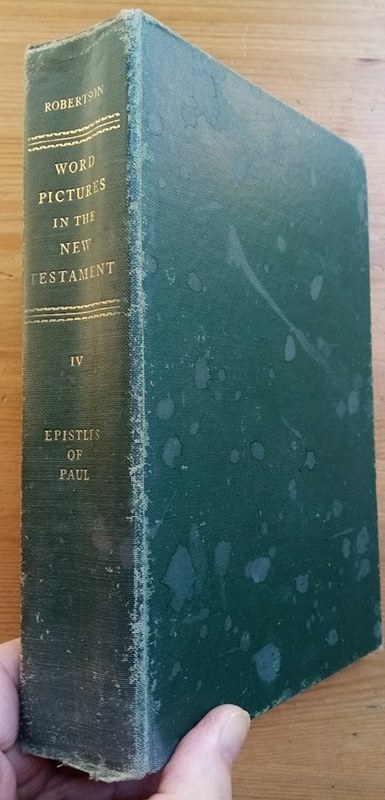 ROBERTSON
WORD
PICTURES
IN THE
NEW
TESTAMENT
IV
EPISTLES
OF
PAUL